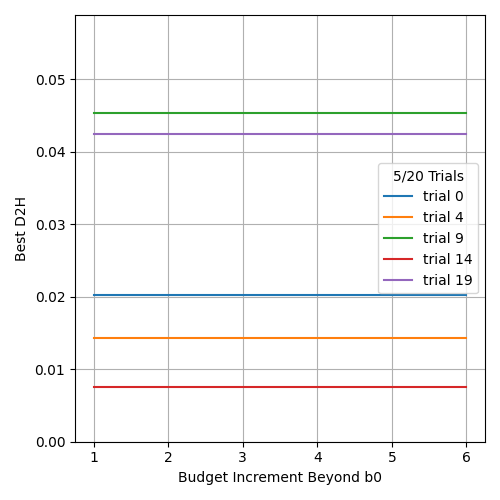 0.05
0.04
0.03
0.02
0.01
0.00
Best D2H
5/20 Trials
trial 0
trial 4
trial 9
trial 14
trial 19
1 2 3 4 5 6
Budget Increment Beyond b0